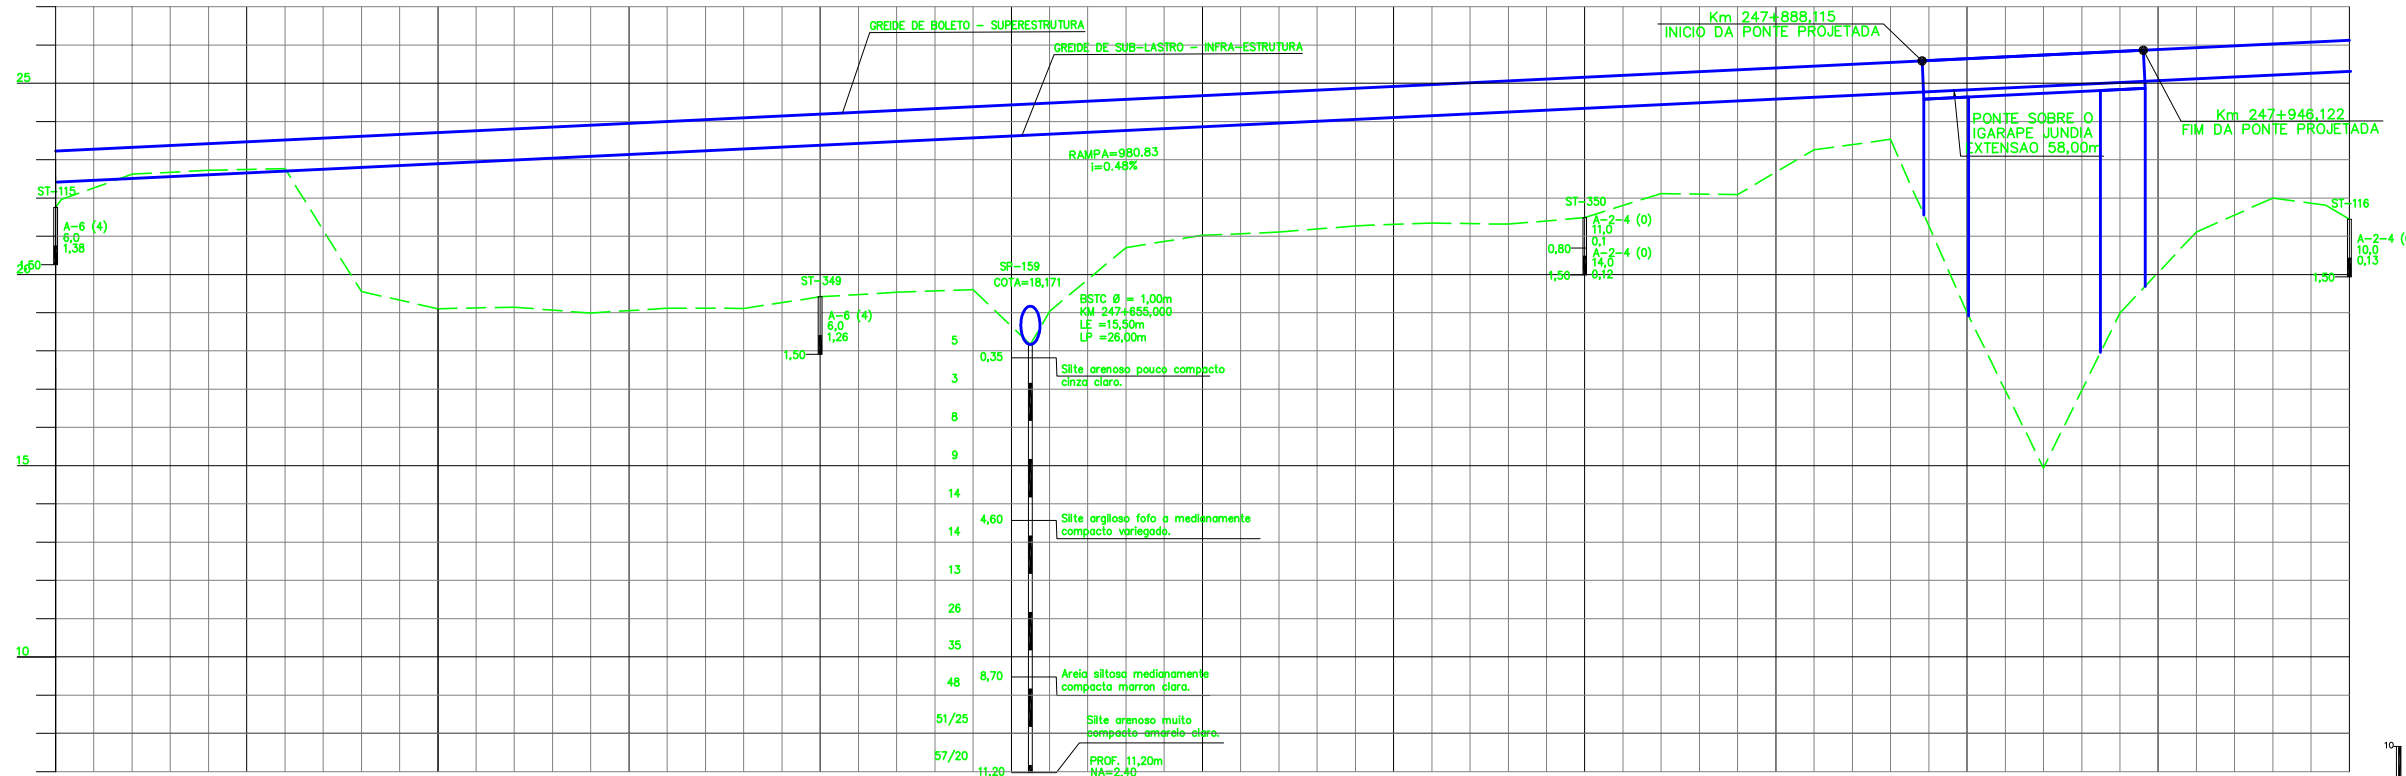 GREIDE DE BOLETO - SUPERESTRUTURA
GREIDE DE SUB-LASTRO - INFRA-ESTRUTURA
Km 247+888,115
INICIO DA PONTE PROJETADA
25
20
15
10
Km 247+946,122
FIM DA PONTE PROJETADA
PONTE SOBRE O
IGARAPE JUNDIA
EXTENSAO 58,00m
RAMPA=980.83
i=0.48%
ST-115
A-6 (4)
6,0
1,38
1,50
ST-349
A-6 (4)
6,0
1,26
1,50
SP-159
COTA=18,171
BSTC Ø = 1,00m
KM 247+655,000
LE =15,50m
LP =26,00m
ST-350
A-2-4 (0)
11,0
0,1
0,80
A-2-4 (0)
14,0
0,12
1,50
ST-116
A-2-4 (
10,0
0,13
1,50
5
3
8
9
14
14
13
26
35
48
51/25
57/20
0,35
Silte arenoso pouco compacto
cinza claro.
4,60
Silte argiloso fofo a medianamente
compacto variegado.
8,70
Areia siltosa medianamente
compacta marron clara.
Silte arenoso muito
compacto amarelo claro.
11,20
PROF. 11,20m
NA=2,40
10